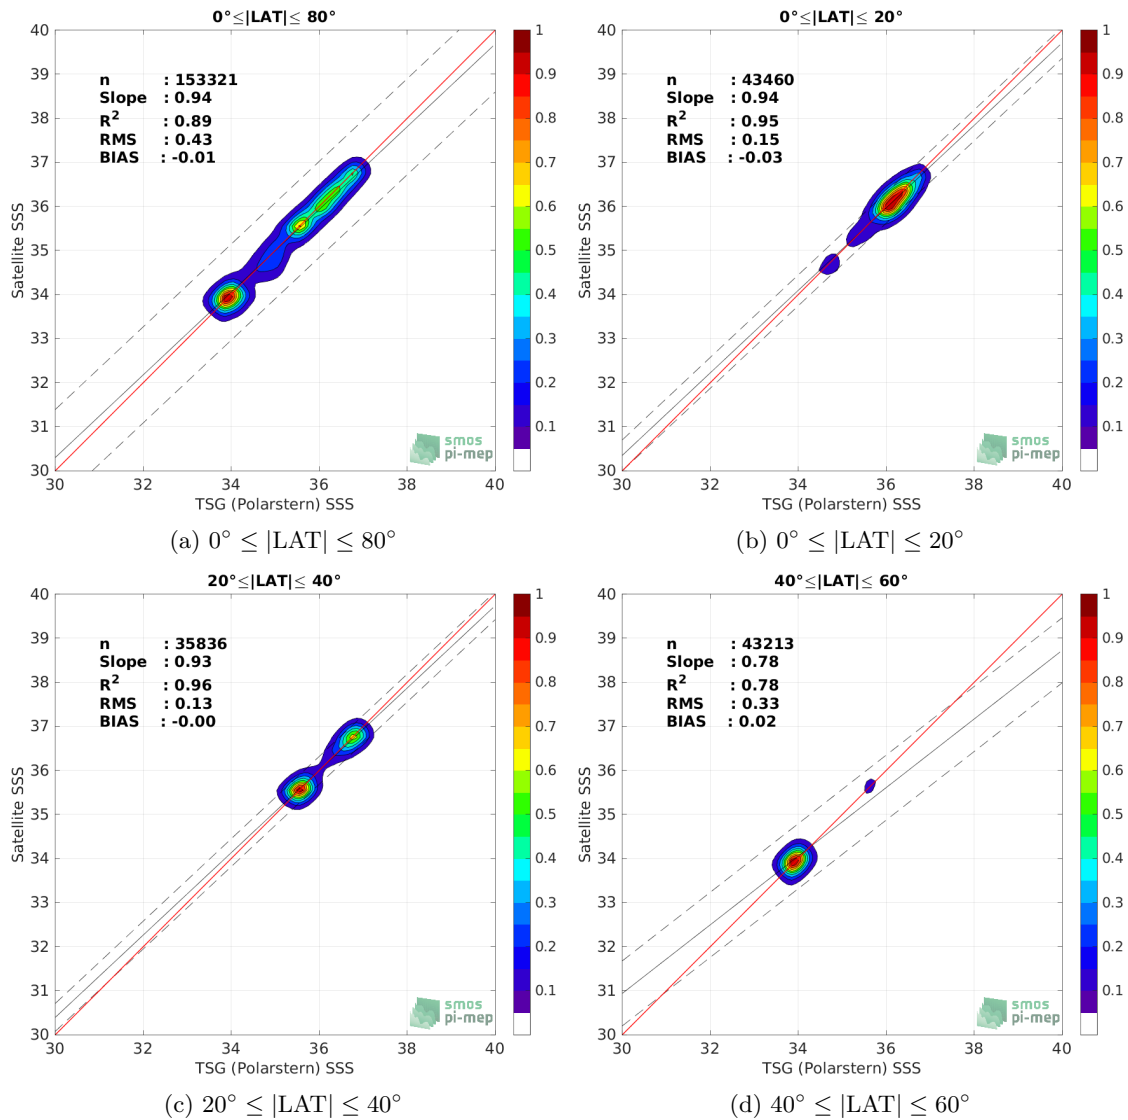 0°≤|LAT|≤ 80°
40
39
38
37
36
35
34
33
32
31
30
Satellite SSS
n : 153321
Slope : 0.94
R2 : 0.89
RMS : 0.43
BIAS : -0.01
smos
pi-mep
30 32 34 36 38 40
TSG (Polarstern) SSS
1
0.9
0.8
0.7
0.6
0.5
0.4
0.3
0.2
0.1
(a) 0° ≤ |LAT| ≤ 80°
0°≤|LAT|≤ 20°
40
39
38
37
36
35
34
33
32
31
30
Satellite SSS
n : 43460
Slope : 0.94
R2 : 0.95
RMS : 0.15
BIAS : -0.03
smos
pi-mep
30 32 34 36 38 40
TSG (Polarstern) SSS
1
0.9
0.8
0.7
0.6
0.5
0.4
0.3
0.2
0.1
(b) 0° ≤ |LAT| ≤ 20°
20°≤|LAT|≤ 40°
40
39
38
37
36
35
34
33
32
31
30
Satellite SSS
n : 35836
Slope : 0.93
R2 : 0.96
RMS : 0.13
BIAS : -0.00
smos
pi-mep
30 32 34 36 38 40
TSG (Polarstern) SSS
1
0.9
0.8
0.7
0.6
0.5
0.4
0.3
0.2
0.1
(c) 20° ≤ |LAT| ≤ 40°
40°≤|LAT|≤ 60°
40
39
38
37
36
35
34
33
32
31
30
Satellite SSS
n : 43213
Slope : 0.78
R2 : 0.78
RMS : 0.33
BIAS : 0.02
smos
pi-mep
30 32 34 36 38 40
TSG (Polarstern) SSS
1
0.9
0.8
0.7
0.6
0.5
0.4
0.3
0.2
0.1
(d) 40° ≤ |LAT| ≤ 60°